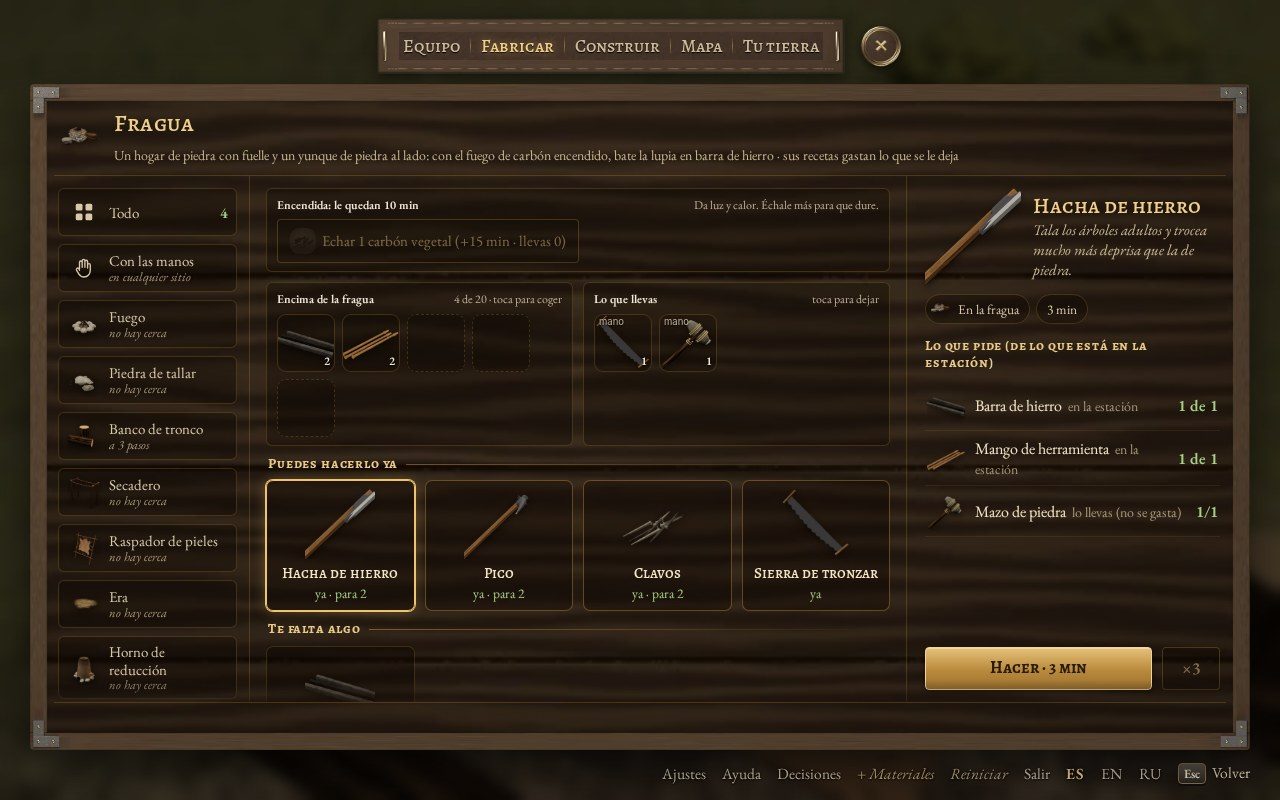 Equipo Fabricar Construir Mapa Tu tierra ×
Fragua
Un hogar de piedra con fuelle y un yunque de piedra al lado: con el fuego de carbón encendido, bate la lupia en barra de hierro · sus recetas gastan lo que se le deja
Todo 4
Con las manos
en cualquier sitio
Fuego
no hay cerca
Piedra de tallar
no hay cerca
Banco de tronco
a 3 pasos
Secadero
no hay cerca
Raspador de pieles
no hay cerca
Era
no hay cerca
Horno de
reducción
no hay cerca
Encendida: le quedan 10 min
Da luz y calor. Échale más para que dure.
Echar 1 carbón vegetal (+15 min · llevas 0)
Encima de la fragua
4 de 20 · toca para coger
2
2
Lo que llevas
toca para dejar
mano
1
mano
1
Puedes hacerlo ya
Hacha de hierro
ya · para 2
Pico
ya · para 2
Clavos
ya · para 2
Sierra de tronzar
ya
Te falta algo
Hacha de hierro
Tala los árboles adultos y trocea
mucho más deprisa que la de
piedra.
En la fragua
3 min
Lo que pide (de lo que está en la
estación)
Barra de hierro en la estación 1 de 1
Mango de herramienta en la
estación 1 de 1
Mazo de piedra lo llevas (no se gasta) 1/1
Hacer · 3 min
×3
Ajustes Ayuda Decisiones + Materiales Reiniciar Salir ES EN RU Esc Volver